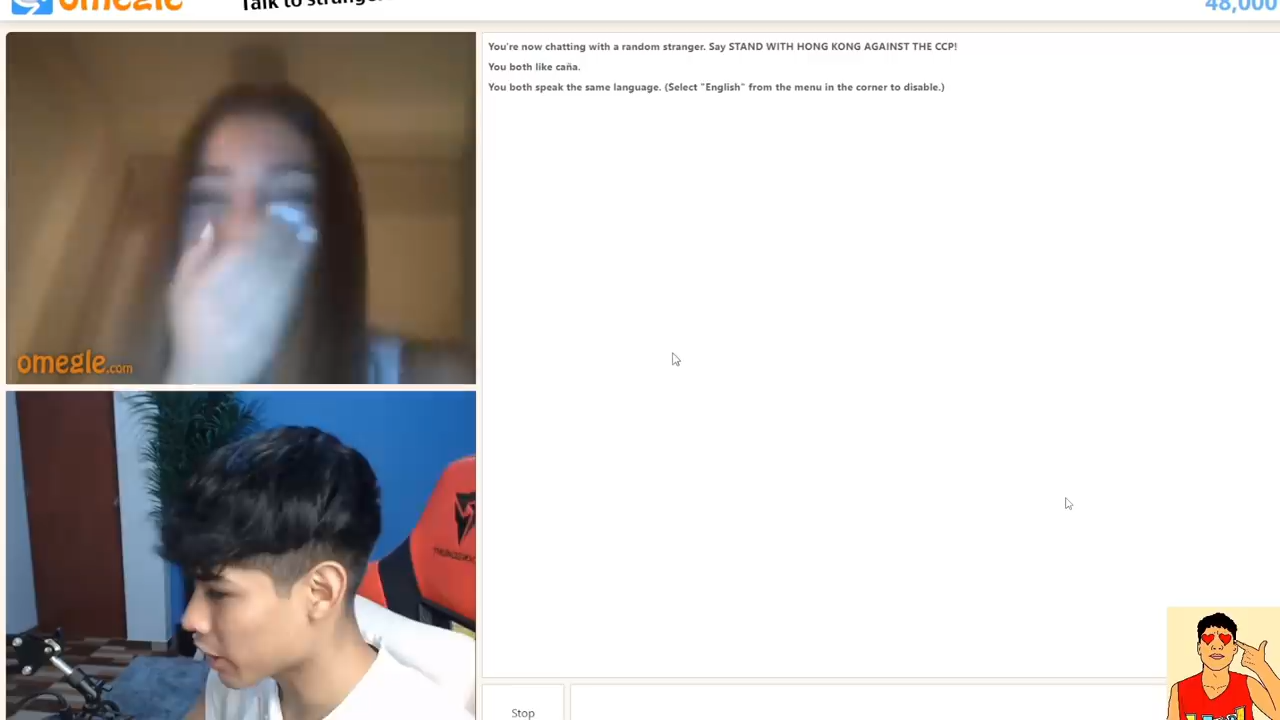 omegle
Talk to strangers
48,000
You're now chatting with a random stranger. Say STAND WITH HONG KONG AGAINST THE CCP!
You both like caña.
You both speak the same language. (Select "English" from the menu in the corner to disable.)
omegle.com
Stop